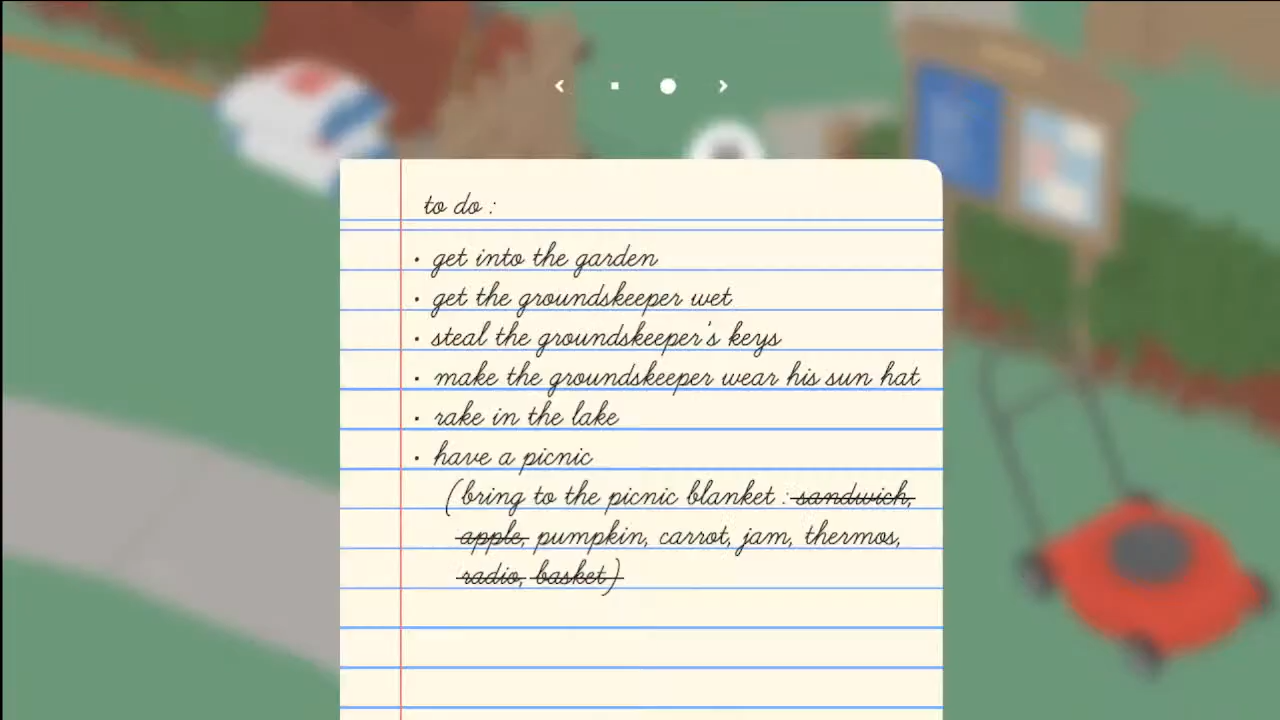 to do :
• get into the garden
• get the groundskeeper wet
• steal the groundskeeper's keys
• make the groundskeeper wear his sun hat
• rake in the lake
• have a picnic
(bring to the picnic blanket : sandwich,
apple, pumpkin, carrot, jam, thermos,
radio, basket)